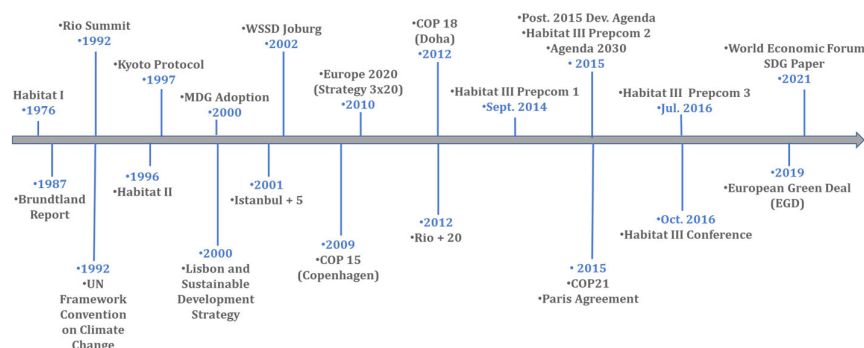 Habitat I
1976
•Rio Summit
•1992
•Kyoto Protocol
•1997
•MDG Adoption
•2000
•WSSD Joburg
•2002
•Europe 2020
(Strategy 3x20)
•2010
•COP 18
(Doha)
•2012
•Habitat III Prepcom 1
•Sept. 2014
•Post. 2015 Dev. Agenda
•Habitat III Prepcom 2
•Agenda 2030
• 2015
•Habitat III  Prepcom 3
•Jul. 2016
•World Economic Forum
SDG Paper
•2021
•1987
•Brundtland
Report
•1992
•UN
Framework
Convention
on Climate
Change
•1996
•Habitat II
•2000
•Lisbon and
Sustainable
Development
Strategy
•2001
•Istanbul + 5
•2009
•COP 15
(Copenhagen)
•2012
•Rio + 20
• 2015
•COP21
•Paris Agreement
•Oct. 2016
•Habitat III Conference
•2019
•European Green Deal
(EGD)